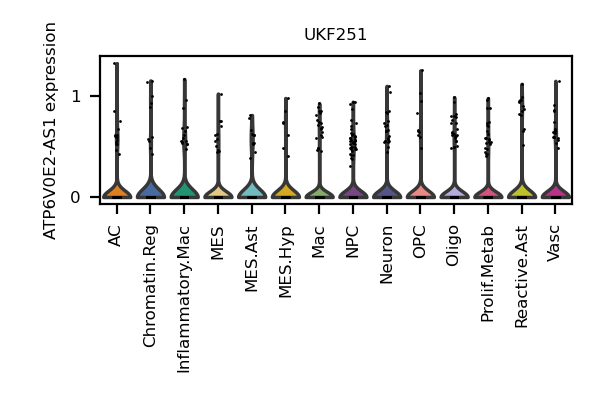 UKF251
ATP6V0E2-AS1 expression
1
0
AC
Chromatin.Reg
Inflammatory.Mac
MES
MES.Ast
MES.Hyp
Mac
NPC
Neuron
OPC
Oligo
Prolif.Metab
Reactive.Ast
Vasc